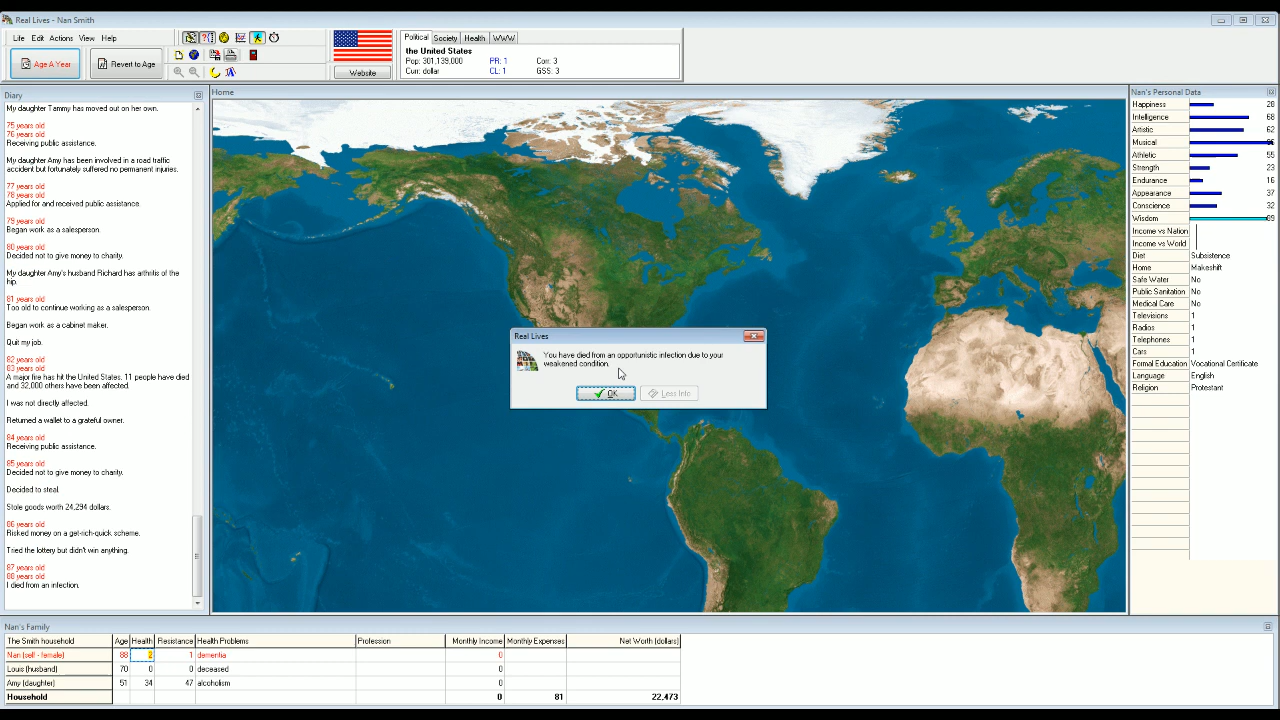 Real Lives - Nan Smith
Life Edit Actions View Help
Age A Year
Revert to Age
Website
Political Society Health WWW
the United States
Pop: 301,139,000 PR: 1 Corr: 3
Curr: dollar CL: 1 GSS: 3
Diary
My daughter Tammy has moved out on her own.
75 years old
76 years old
Receiving public assistance.
My daughter Amy has been involved in a road traffic
accident but fortunately suffered no permanent injuries.
77 years old
78 years old
Applied for and received public assistance.
79 years old
Began work as a salesperson.
80 years old
Decided not to give money to charity.
My daughter Amy's husband Richard has arthritis of the
hip.
81 years old
Too old to continue working as a salesperson.
Began work as a cabinet maker.
Quit my job.
82 years old
83 years old
A major fire has hit the United States. 11 people have died
and 32,000 others have been affected.
I was not directly affected.
Returned a wallet to a grateful owner.
84 years old
Receiving public assistance.
85 years old
Decided not to give money to charity.
Decided to steal.
Stole goods worth 24,294 dollars.
86 years old
Risked money on a get-rich-quick scheme.
Tried the lottery but didn't win anything.
87 years old
88 years old
I died from an infection.
Home
Real Lives
You have died from an opportunistic infection due to your
weakened condition.
OK
Less Info
Nan's Personal Data
Happiness 28
Intelligence 68
Artistic 62
Musical
Athletic 55
Strength 23
Endurance 16
Appearance 37
Conscience 32
Wisdom 89
Income vs Nation
Income vs World
Diet Subsistence
Home Makeshift
Safe Water No
Public Sanitation No
Medical Care No
Televisions 1
Radios 1
Telephones 1
Cars 1
Formal Education Vocational Certificate
Language English
Religion Protestant
Nan's Family
The Smith household Age Health Resistance Health Problems Profession Monthly Income Monthly Expenses Net Worth (dollars)
Nan (self - female) 88 2 1 dementia 0
Louis (husband) 70 0 0 deceased 0
Amy (daughter) 51 34 47 alcoholism 0
Household 0 81 22,473